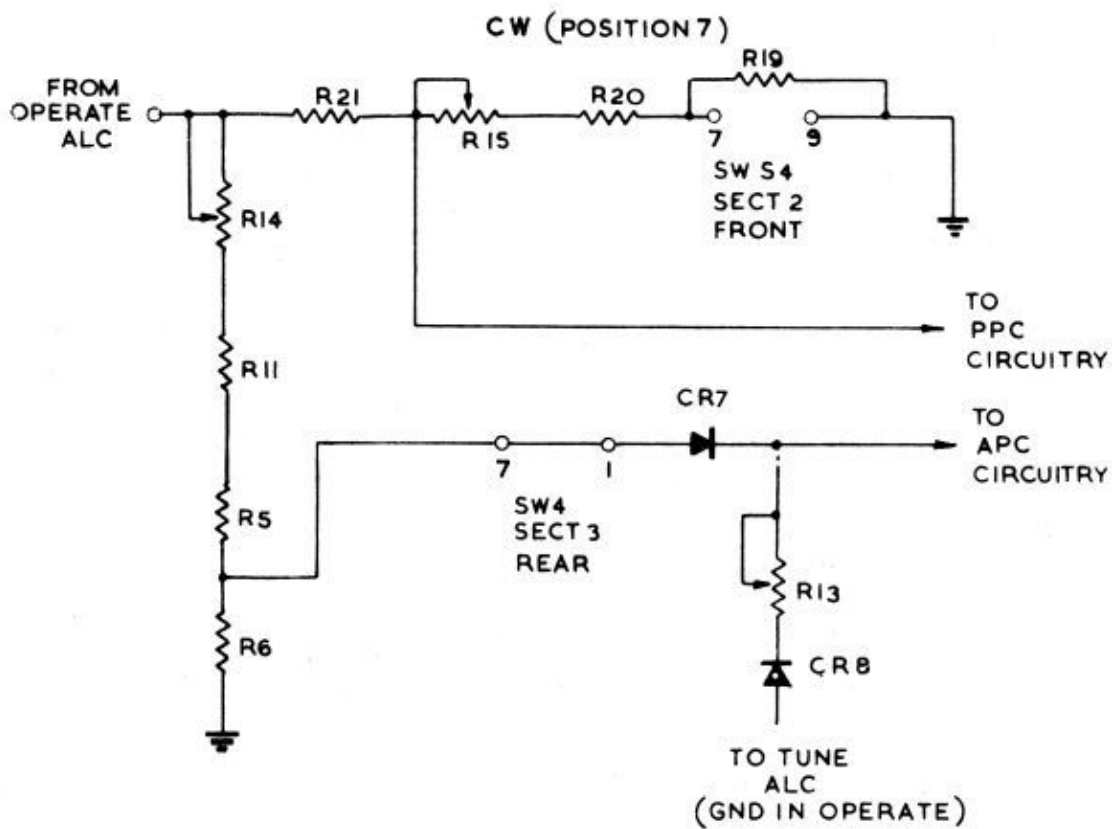 CW (POSITION 7)
FROM
OPERATE
ALC
R21
R15
R20
R19
7
9
SW S4
SECT 2
FRONT
R14
TO
PPC
CIRCUITRY
R11
CR7
TO
APC
CIRCUITRY
7
1
SW4
SECT 3
REAR
R5
R13
R6
CR8
TO TUNE
ALC
(GND IN OPERATE)